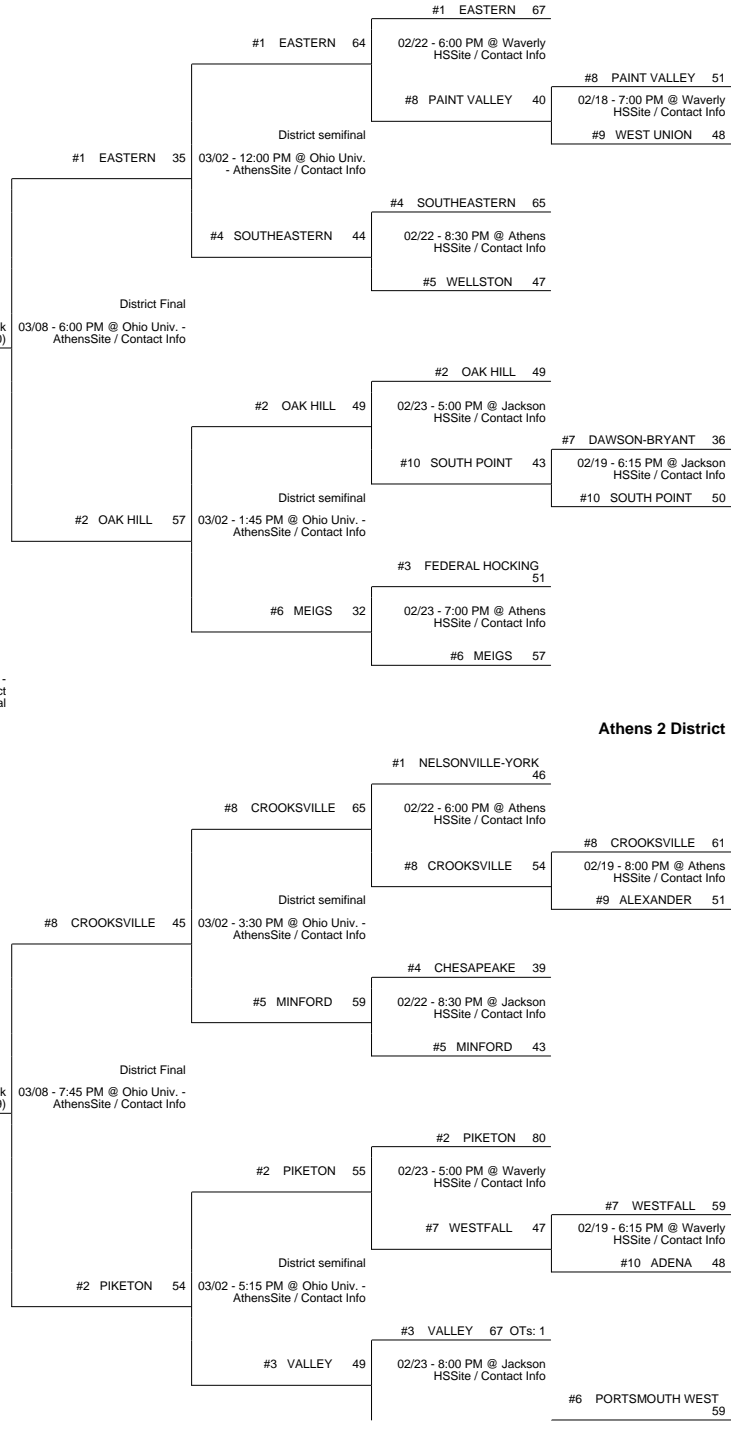 #1 EASTERN 67
#1 EASTERN 64
02/22 - 6:00 PM @ Waverly
HSSite / Contact Info
#8 PAINT VALLEY 51
#8 PAINT VALLEY 40
02/18 - 7:00 PM @ Waverly
HSSite / Contact Info
#9 WEST UNION 48
District semifinal
#1 EASTERN 35
03/02 - 12:00 PM @ Ohio Univ.
- AthensSite / Contact Info
#4 SOUTHEASTERN 65
#4 SOUTHEASTERN 44
02/22 - 8:30 PM @ Athens
HSSite / Contact Info
#5 WELLSTON 47
District Final
k
03/08 - 6:00 PM @ Ohio Univ. -
AthensSite / Contact Info
#2 OAK HILL 49
#2 OAK HILL 49
02/23 - 5:00 PM @ Jackson
HSSite / Contact Info
#7 DAWSON-BRYANT 36
#10 SOUTH POINT 43
02/19 - 6:15 PM @ Jackson
HSSite / Contact Info
#10 SOUTH POINT 50
District semifinal
#2 OAK HILL 57
03/02 - 1:45 PM @ Ohio Univ. -
AthensSite / Contact Info
#3 FEDERAL HOCKING
51
#6 MEIGS 32
02/23 - 7:00 PM @ Athens
HSSite / Contact Info
#6 MEIGS 57
-
ct
al
Athens 2 District
#1 NELSONVILLE-YORK
46
#8 CROOKSVILLE 65
02/22 - 6:00 PM @ Athens
HSSite / Contact Info
#8 CROOKSVILLE 61
#8 CROOKSVILLE 54
02/19 - 8:00 PM @ Athens
HSSite / Contact Info
#9 ALEXANDER 51
District semifinal
#8 CROOKSVILLE 45
03/02 - 3:30 PM @ Ohio Univ. -
AthensSite / Contact Info
#4 CHESAPEAKE 39
#5 MINFORD 59
02/22 - 8:30 PM @ Jackson
HSSite / Contact Info
#5 MINFORD 43
District Final
k
9)
03/08 - 7:45 PM @ Ohio Univ. -
AthensSite / Contact Info
#2 PIKETON 80
#2 PIKETON 55
02/23 - 5:00 PM @ Waverly
HSSite / Contact Info
#7 WESTFALL 59
#7 WESTFALL 47
02/19 - 6:15 PM @ Waverly
HSSite / Contact Info
#10 ADENA 48
District semifinal
#2 PIKETON 54
03/02 - 5:15 PM @ Ohio Univ. -
AthensSite / Contact Info
#3 VALLEY 67 OTs: 1
#3 VALLEY 49
02/23 - 8:00 PM @ Jackson
HSSite / Contact Info
#6 PORTSMOUTH WEST
59